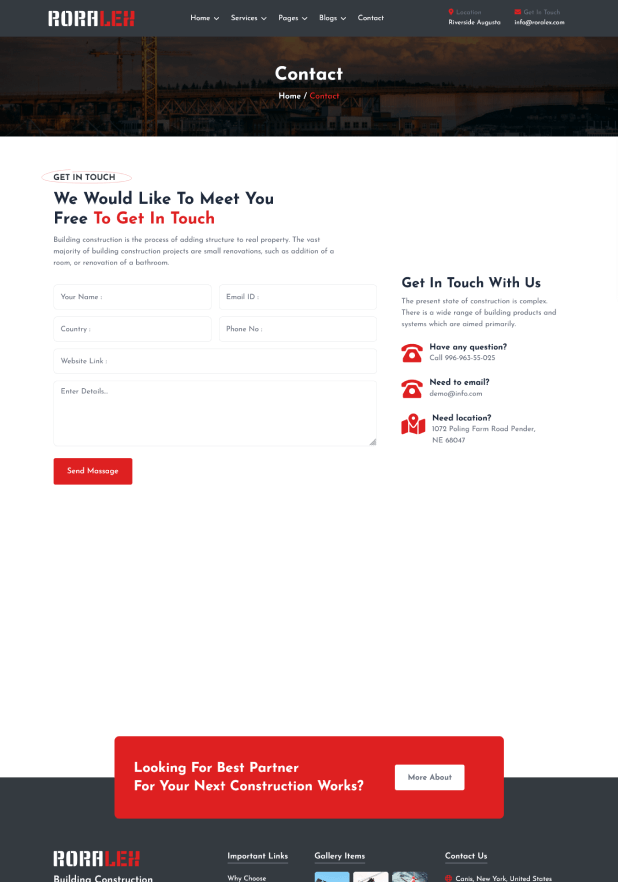 RORALEX
Home Services Pages Blogs Contact
Location
Riverside Augusta
Get In Touch
info@roralex.com
Contact
Home / Contact
GET IN TOUCH
We Would Like To Meet You
Free To Get In Touch
Building construction is the process of adding structure to real property. The vast
majority of building construction projects are small renovations, such as addition of a
room, or renovation of a bathroom.
Your Name :
Email ID :
Country :
Phone No :
Website Link :
Enter Details...
Send Massage
Get In Touch With Us
The present state of construction is complex.
There is a wide range of building products and
systems which are aimed primarily.
Have any question?
Call 996-963-55-025
Need to email?
demo@info.com
Need location?
1072 Poling Farm Road Pender,
NE 68047
Looking For Best Partner
For Your Next Construction Works?
More About
RORALEX
Building Construction
Important Links
Why Choose
Gallery Items
Contact Us
Canis, New York, United States